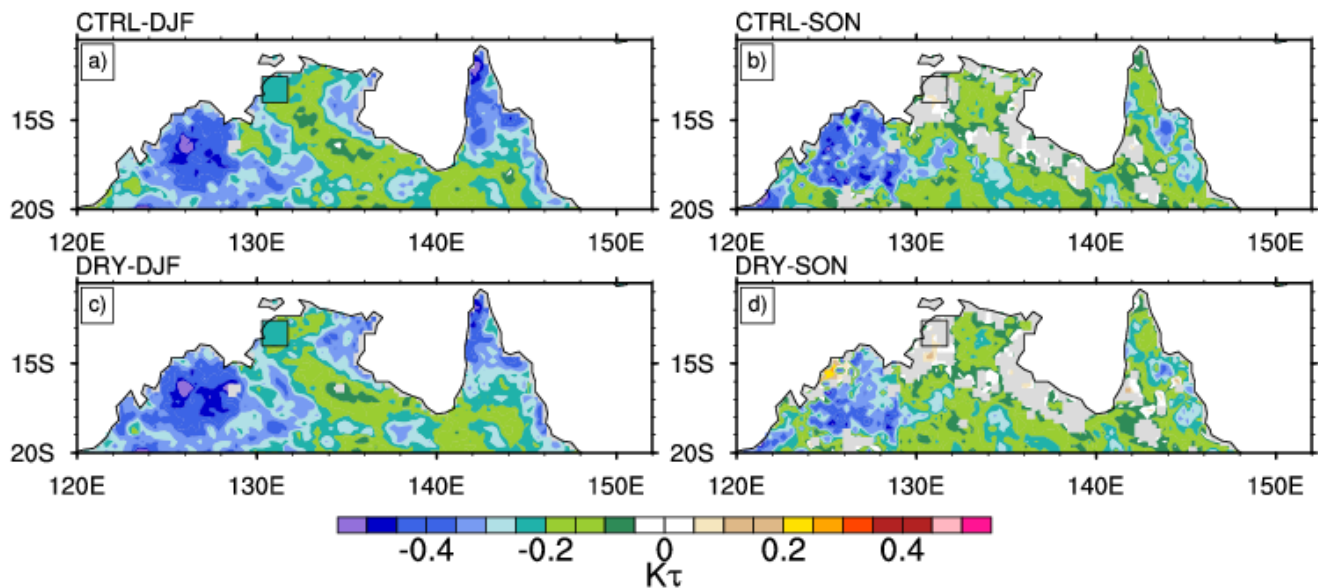 CTRL-DJF
CTRL-SON
a)
b)
15S
15S
20S
20S
120E 130E 140E 150E
120E 130E 140E 150E
DRY-DJF
DRY-SON
c)
d)
15S
15S
20S
20S
120E 130E 140E 150E
120E 130E 140E 150E
-0.4 -0.2 0 0.2 0.4
Kτ